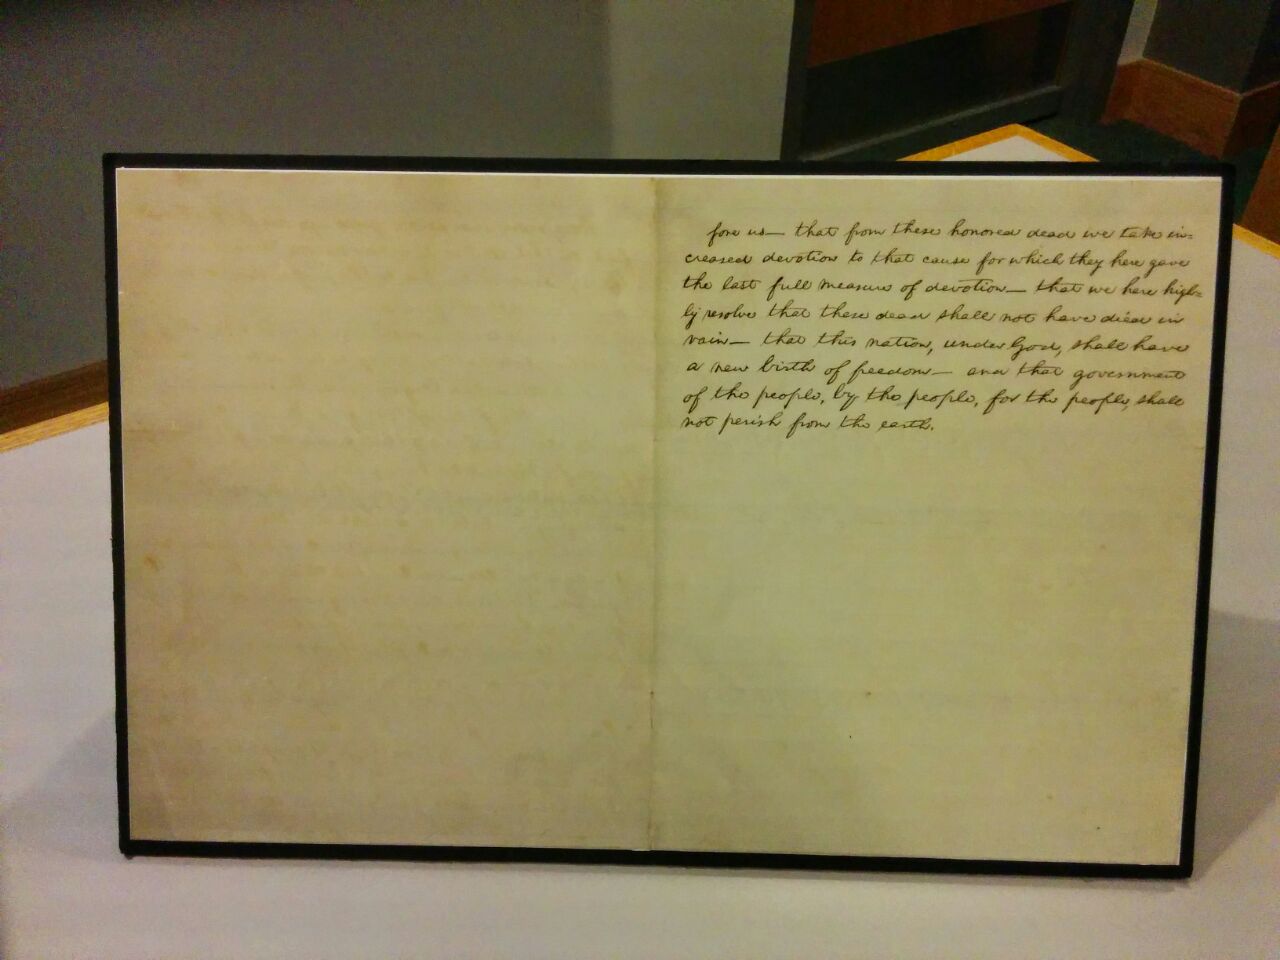 fore us— that from these honored dead we take in=
creased devotion to that cause for which they here gave
the last full measure of devotion— that we here high=
ly resolve that these dead shall not have died in
vain— that this nation, under God, shall have
a new birth of freedom— and that government
of the people, by the people, for the people, shall
not perish from the earth.